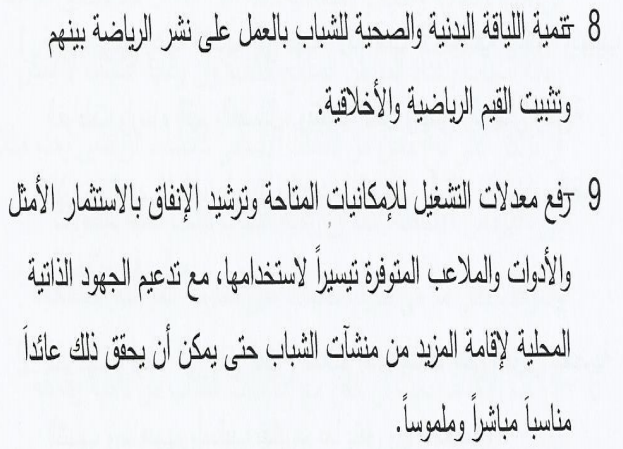 8 -تنمية اللياقة البدنية والصحية للشباب بالعمل على نشر الرياضة بينهم
وتثبيت القيم الرياضية والأخلاقية.
9 -رفع معدلات التشغيل للإمكانيات المتاحة وترشيد الإنفاق بالاستثمار الأمثل
والأدوات والملاعب المتوفرة تيسيراً لاستخدامها، مع تدعيم الجهود الذاتية
المحلية لإقامة المزيد من منشآت الشباب حتى يمكن أن يحقق ذلك عائداَ
مناسباَ مباشراً وملموساً.